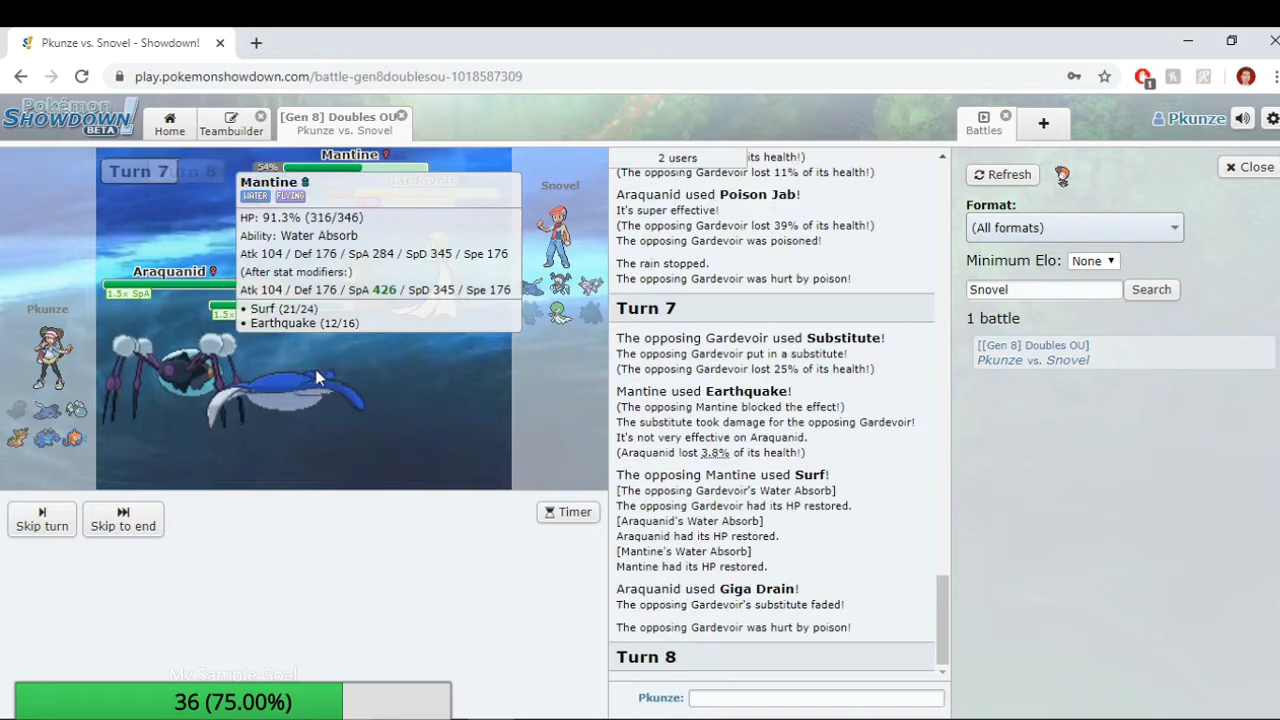 Pkunze vs. Snovel - Showdown!
play.pokemonshowdown.com/battle-gen8doublesou-1018587309
1
Pokémon
SHOWDOWN!
BETA
Home
Teambuilder
[Gen 8] Doubles OU
Pkunze vs. Snovel
Battles
Pkunze
Turn 7
Mantine
54%
Mantine
WATER FLYING
HP: 91.3% (316/346)
Ability: Water Absorb
Atk 104 / Def 176 / SpA 284 / SpD 345 / Spe 176
(After stat modifiers:)
Atk 104 / Def 176 / SpA 426 / SpD 345 / Spe 176
• Surf (21/24)
• Earthquake (12/16)
Araquanid
1.5× SpA
1.5×
Pkunze
Snovel
Skip turn
Skip to end
Timer
My Sample Goal
36 (75.00%)
2 users
its health!)
(The opposing Gardevoir lost 11% of its health!)
Araquanid used Poison Jab!
It's super effective!
(The opposing Gardevoir lost 39% of its health!)
The opposing Gardevoir was poisoned!
The rain stopped.
The opposing Gardevoir was hurt by poison!
Turn 7
The opposing Gardevoir used Substitute!
The opposing Gardevoir put in a substitute!
(The opposing Gardevoir lost 25% of its health!)
Mantine used Earthquake!
(The opposing Mantine blocked the effect!)
The substitute took damage for the opposing Gardevoir!
It's not very effective on Araquanid.
(Araquanid lost 3.8% of its health!)
The opposing Mantine used Surf!
[The opposing Gardevoir's Water Absorb]
The opposing Gardevoir had its HP restored.
[Araquanid's Water Absorb]
Araquanid had its HP restored.
[Mantine's Water Absorb]
Mantine had its HP restored.
Araquanid used Giga Drain!
The opposing Gardevoir's substitute faded!
The opposing Gardevoir was hurt by poison!
Turn 8
Pkunze:
Refresh
Close
Format:
(All formats)
Minimum Elo: None
Snovel
Search
1 battle
[[Gen 8] Doubles OU]
Pkunze vs. Snovel